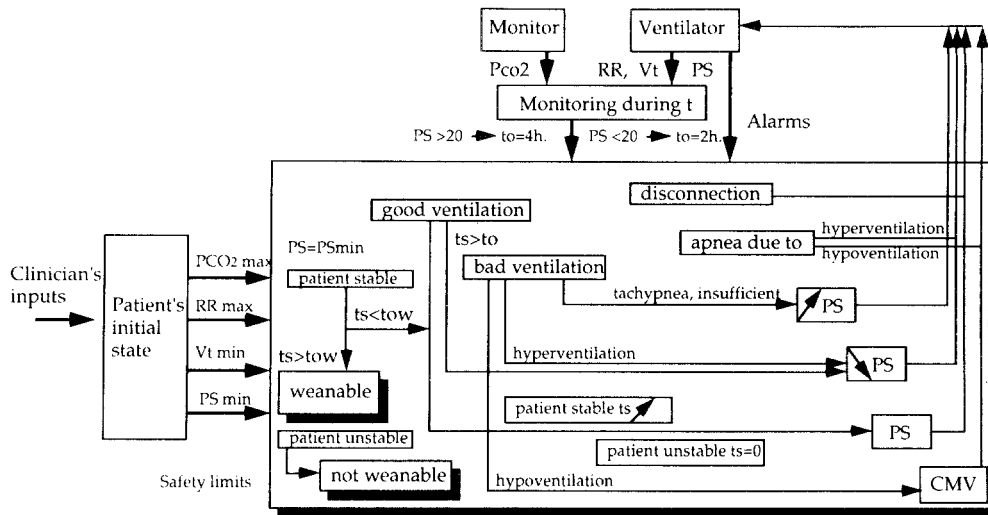 Monitor
Ventilator
Pco2
RR, Vt
PS
Monitoring during t
PS >20 to=4h.
PS <20 to=2h.
Alarms
disconnection
good ventilation
ts>to
apnea due to
hyperventilation
hypoventilation
PS=PSmin
bad ventilation
patient stable
PCO2 max
Clinician's
inputs
Patient's
initial
state
tachypnea, insufficient
PS
RR max
ts<tow
Vt min
ts>tow
hyperventilation
PS
weanable
PS min
patient stable ts
patient unstable
PS
patient unstable ts=0
not weanable
Safety limits
hypoventilation
CMV